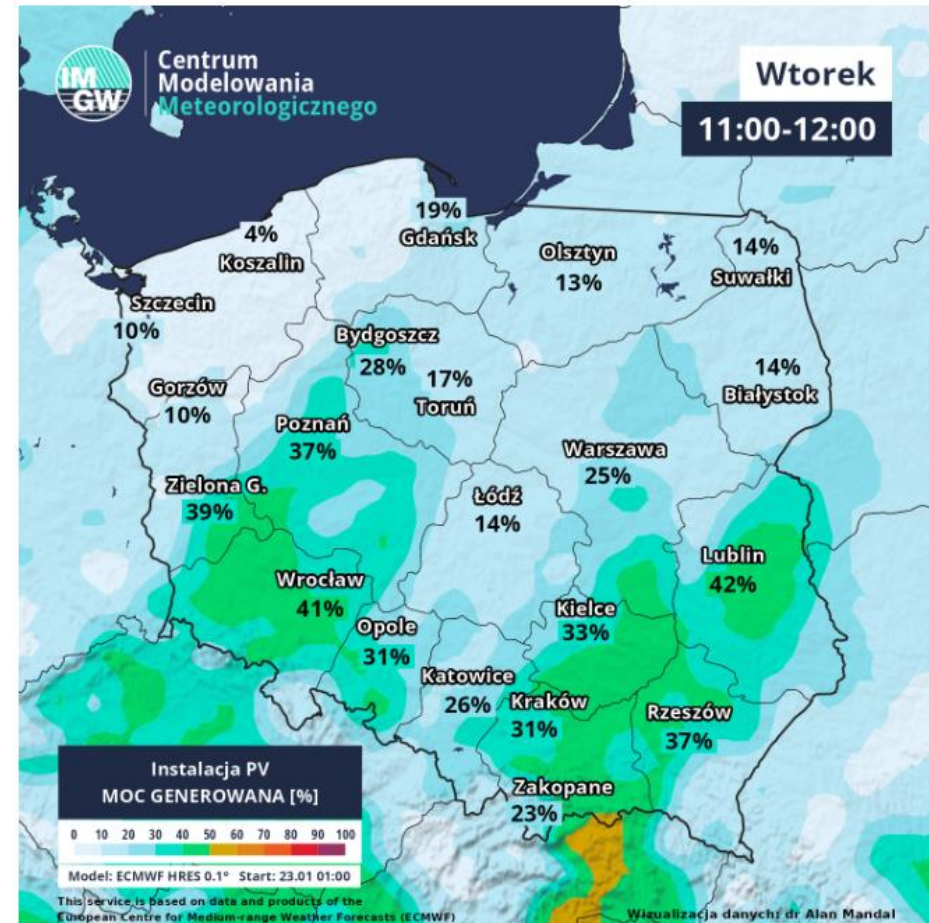 IM
GW
Centrum
Modelowania
Meteorologicznego
Wtorek
11:00-12:00
4%
Koszalin
19%
Gdańsk
Olsztyn
13%
14%
Suwałki
Szczecin
10%
Bydgoszcz
28%
17%
Toruń
14%
Białystok
Gorzów
10%
Poznań
37%
Warszawa
25%
Zielona G.
39%
Łódź
14%
Lublin
42%
Wrocław
41%
Opole
31%
Kielce
33%
Katowice
26%
Kraków
31%
Rzeszów
37%
Zakopane
23%
Instalacja PV
MOC GENEROWANA [%]
0 10 20 30 40 50 60 70 80 90 100
Model: ECMWF HRES 0.1° Start: 23.01 01:00
This service is based on data and products of the
European Centre for Medium-range Weather Forecasts (ECMWF)
Wizualizacja danych: dr Alan Mandal